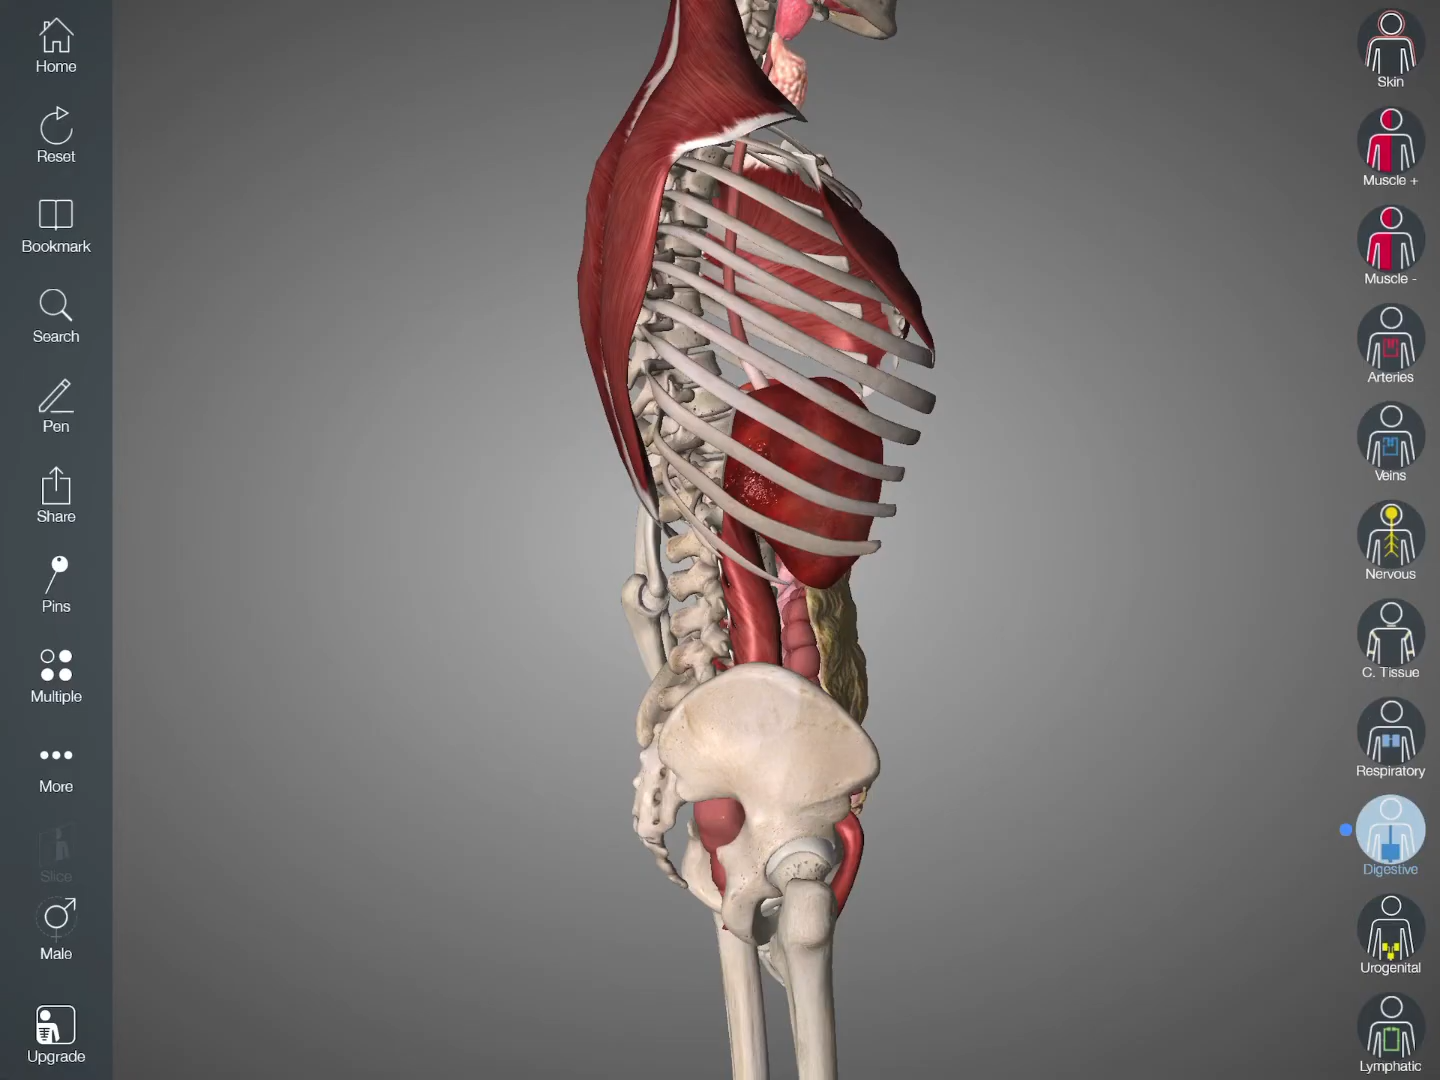 Home
Reset
Bookmark
Search
Pen
Share
Pins
Multiple
More
Slice
Male
Upgrade
Skin
Muscle +
Muscle -
Arteries
Veins
Nervous
C. Tissue
Respiratory
Digestive
Urogenital
Lymphatic